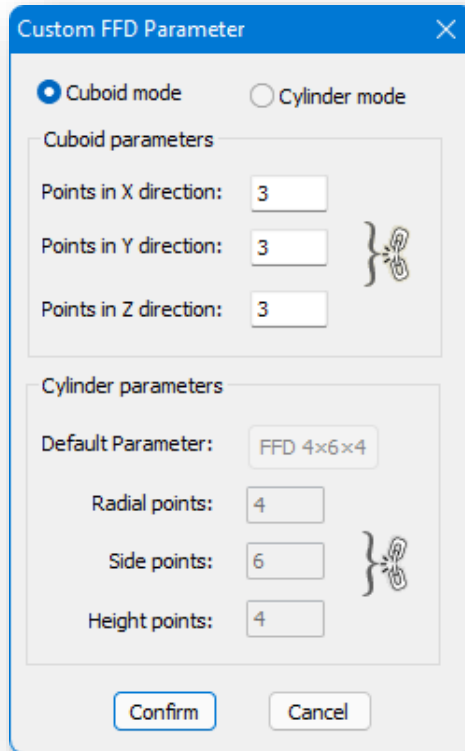 Custom FFD Parameter
Cuboid mode Cylinder mode
Cuboid parameters
Points in X direction: 3
Points in Y direction: 3
Points in Z direction: 3
Cylinder parameters
Default Parameter: FFD 4×6×4
Radial points: 4
Side points: 6
Height points: 4
Confirm Cancel